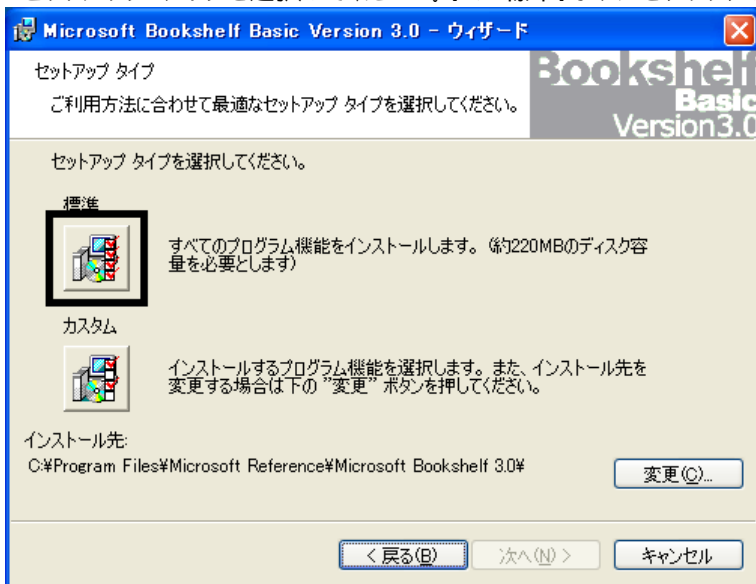 Microsoft Bookshelf Basic Version 3.0 - ウィザード
セットアップ タイプ
ご利用方法に合わせて最適なセットアップ タイプを選択してください。
Bookshelf
Basic
Version3.0
セットアップ タイプを選択してください。
標準
すべてのプログラム機能をインストールします。（約220MBのディスク容
量を必要とします）
カスタム
インストールするプログラム機能を選択します。また、インストール先を
変更する場合は下の ”変更” ボタンを押してください。
インストール先:
C:¥Program Files¥Microsoft Reference¥Microsoft Bookshelf 3.0¥
変更(C)...
< 戻る(B)
次へ(N) >
キャンセル